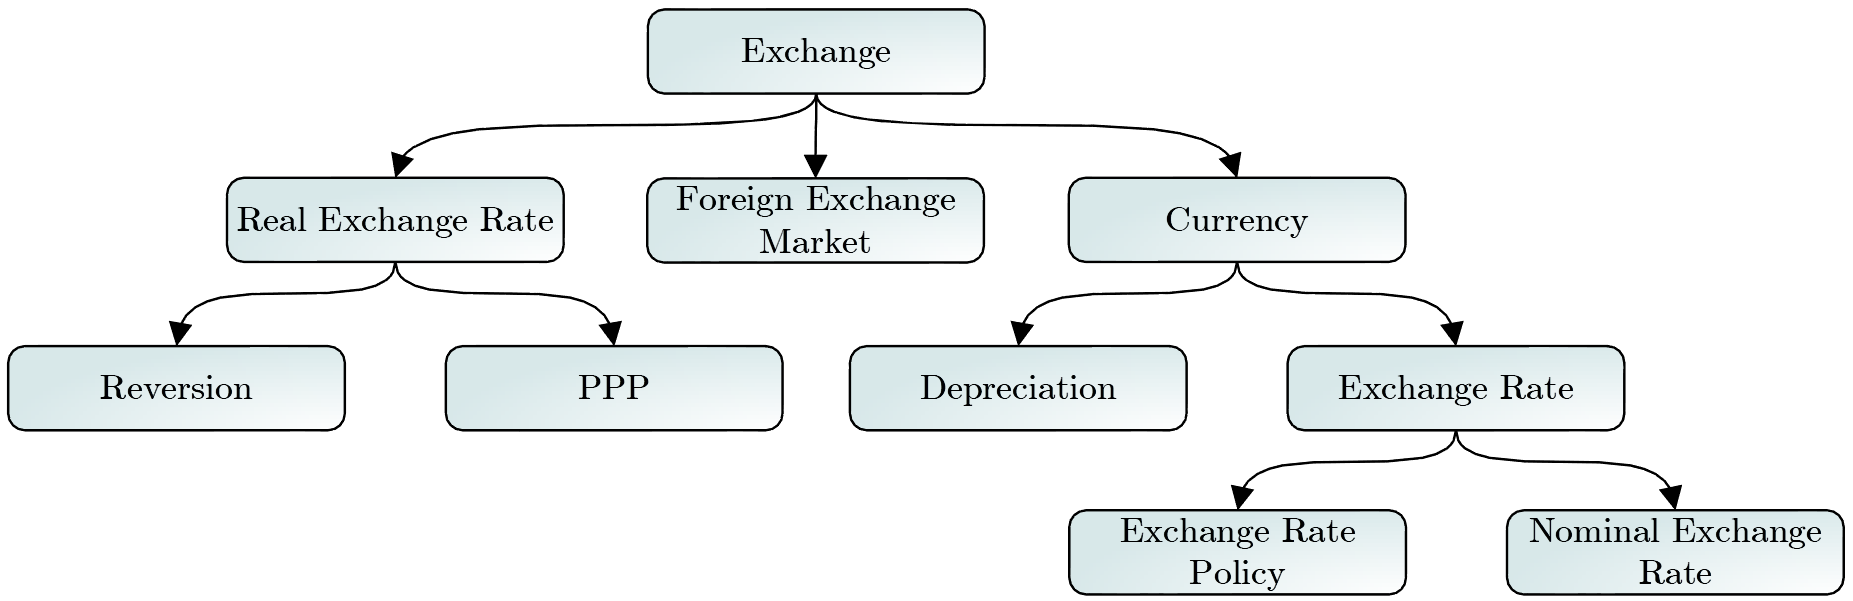 Exchange
Real Exchange Rate
Foreign Exchange
Market
Currency
Reversion
PPP
Depreciation
Exchange Rate
Exchange Rate
Policy
Nominal Exchange
Rate